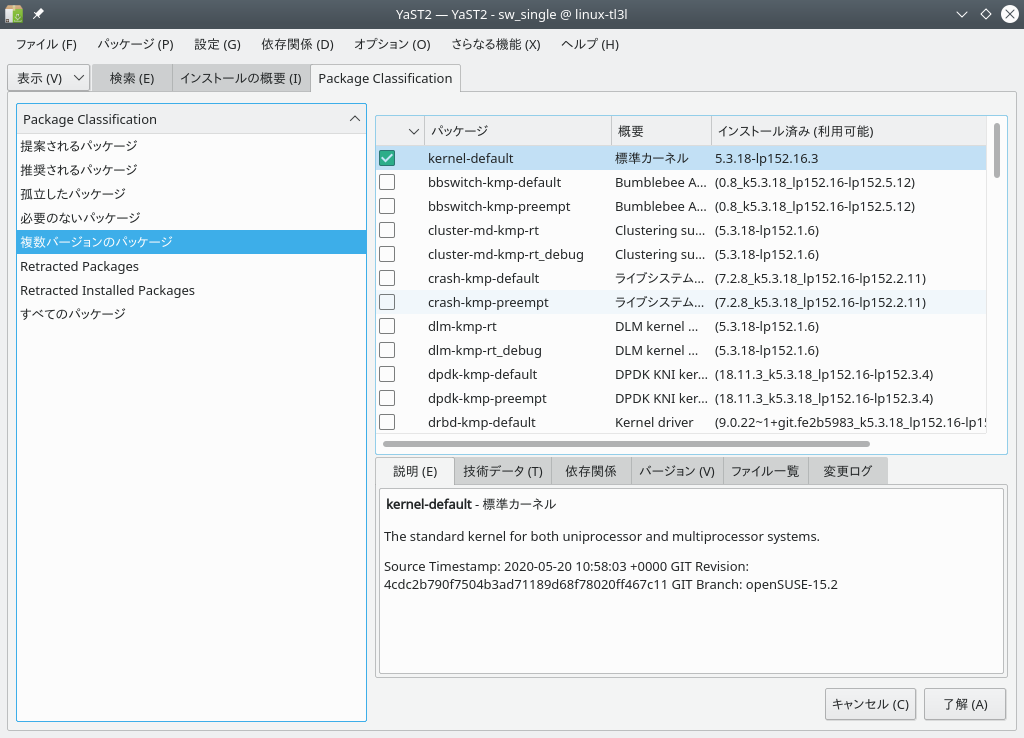 YaST2 — YaST2 - sw_single @ linux-tl3l
ファイル (F) パッケージ (P) 設定 (G) 依存関係 (D) オプション (O) さらなる機能 (X) ヘルプ (H)
表示 (V) 検索 (E) インストールの概要 (I) Package Classification
Package Classification
提案されるパッケージ
推奨されるパッケージ
孤立したパッケージ
必要のないパッケージ
複数バージョンのパッケージ
Retracted Packages
Retracted Installed Packages
すべてのパッケージ
パッケージ 概要 インストール済み (利用可能)
kernel-default 標準カーネル 5.3.18-lp152.16.3
bbswitch-kmp-default Bumblebee A... (0.8_k5.3.18_lp152.16-lp152.5.12)
bbswitch-kmp-preempt Bumblebee A... (0.8_k5.3.18_lp152.16-lp152.5.12)
cluster-md-kmp-rt Clustering su... (5.3.18-lp152.1.6)
cluster-md-kmp-rt_debug Clustering su... (5.3.18-lp152.1.6)
crash-kmp-default ライブシステム... (7.2.8_k5.3.18_lp152.16-lp152.2.11)
crash-kmp-preempt ライブシステム... (7.2.8_k5.3.18_lp152.16-lp152.2.11)
dlm-kmp-rt DLM kernel ... (5.3.18-lp152.1.6)
dlm-kmp-rt_debug DLM kernel ... (5.3.18-lp152.1.6)
dpdk-kmp-default DPDK KNI ker... (18.11.3_k5.3.18_lp152.16-lp152.3.4)
dpdk-kmp-preempt DPDK KNI ker... (18.11.3_k5.3.18_lp152.16-lp152.3.4)
drbd-kmp-default Kernel driver (9.0.22~1+git.fe2b5983_k5.3.18_lp152.16-lp15
説明 (E) 技術データ (T) 依存関係 バージョン (V) ファイル一覧 変更ログ
kernel-default - 標準カーネル
The standard kernel for both uniprocessor and multiprocessor systems.
Source Timestamp: 2020-05-20 10:58:03 +0000 GIT Revision:
4cdc2b790f7504b3ad71189d68f78020ff467c11 GIT Branch: openSUSE-15.2
キャンセル (C) 了解 (A)